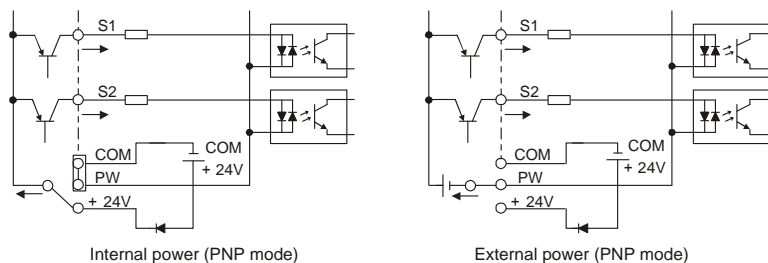 S1
S2
COM
COM
PW
+ 24V
+ 24V
Internal power (PNP mode)
S1
S2
COM
COM
PW
+ 24V
+ 24V
External power (PNP mode)